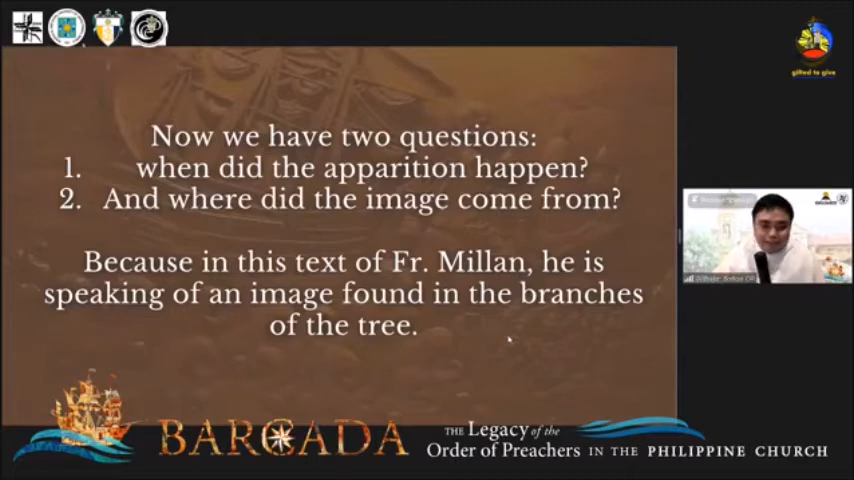 gifted to give
Now we have two questions:
1. when did the apparition happen?
2. And where did the image come from?
Because in this text of Fr. Millan, he is
speaking of an image found in the branches
of the tree.
BARCADA
THE Legacy of the
Order of Preachers IN THE PHILIPPINE CHURCH